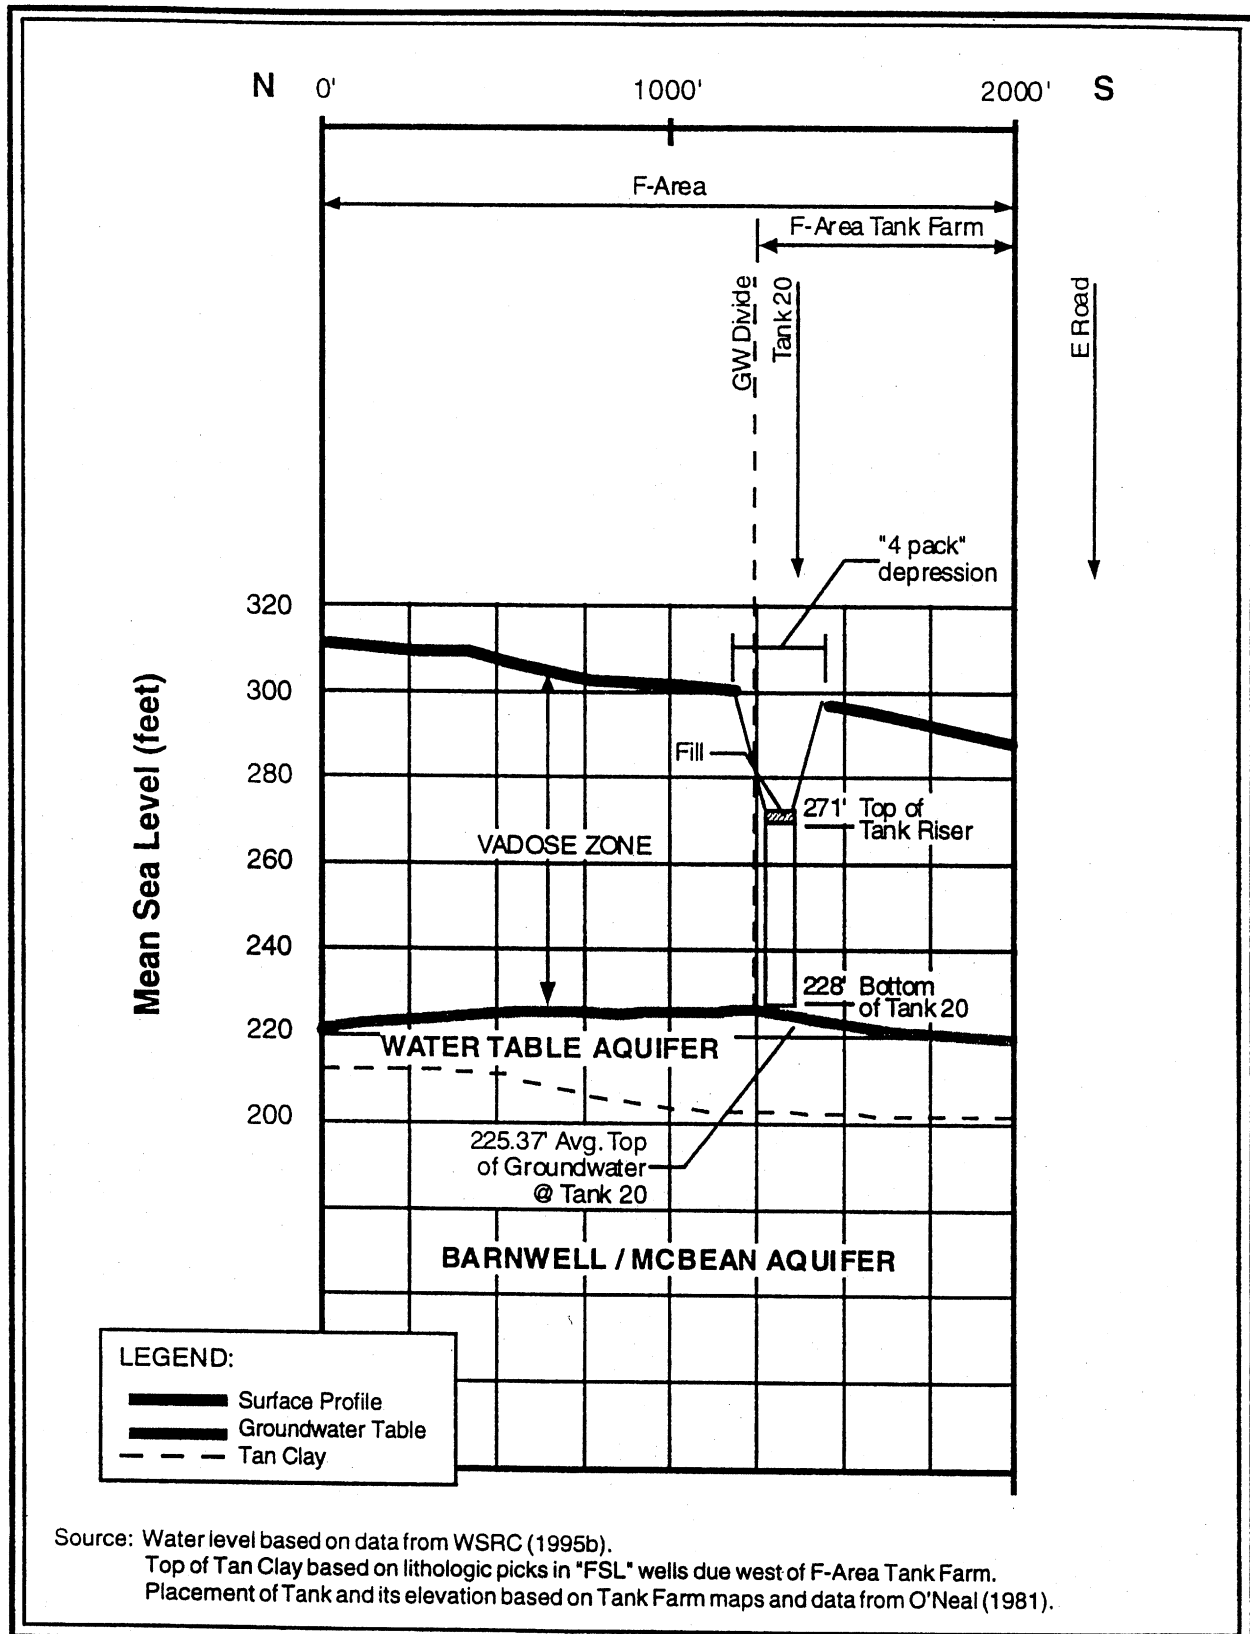 N 0' 1000' 2000' S
F-Area
F-Area Tank Farm
GW Divide
Tank 20
E Road
"4 pack"
depression
Mean Sea Level (feet)
320
300
280
260
240
220
200
Fill
271' Top of
Tank Riser
VADOSE ZONE
228' Bottom
of Tank 20
WATER TABLE AQUIFER
225.37' Avg. Top
of Groundwater
@ Tank 20
BARNWELL / MCBEAN AQUIFER
LEGEND:
Surface Profile
Groundwater Table
Tan Clay
Source: Water level based on data from WSRC (1995b).
Top of Tan Clay based on lithologic picks in "FSL" wells due west of F-Area Tank Farm.
Placement of Tank and its elevation based on Tank Farm maps and data from O'Neal (1981).